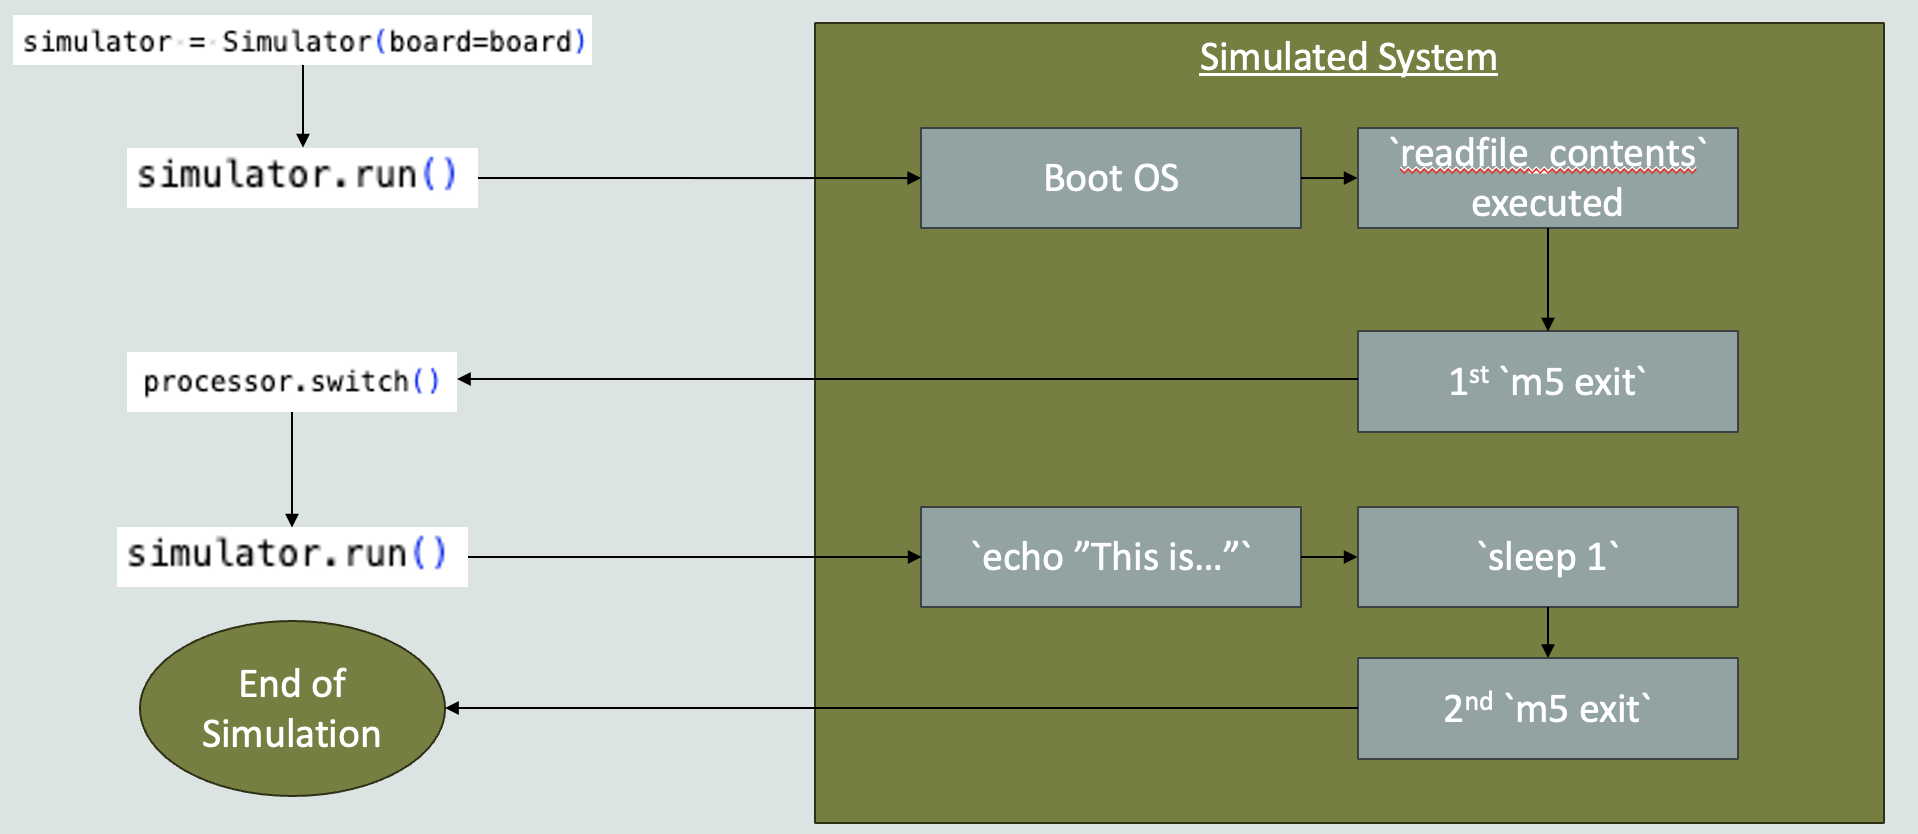 simulator = Simulator(board=board)
Simulated System
simulator.run()
Boot OS
`readfile_contents`
executed
processor.switch()
1st `m5 exit`
simulator.run()
`echo ”This is...”`
`sleep 1`
End of
Simulation
2nd `m5 exit`